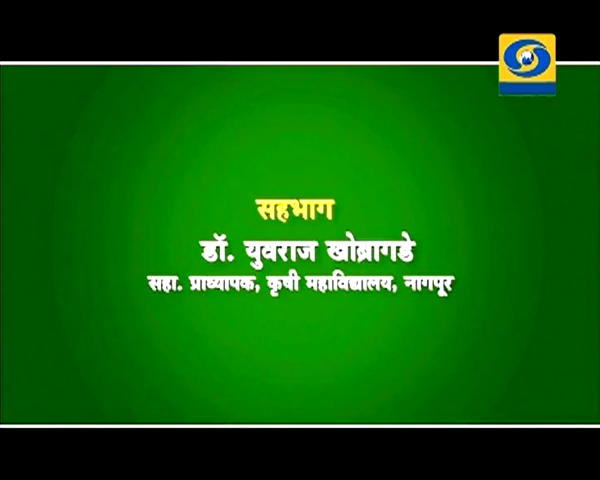 सहभाग
डॉ. युवराज खोब्रागडे
सहा. प्राध्यापक, कृषी महाविद्यालय, नागपूर